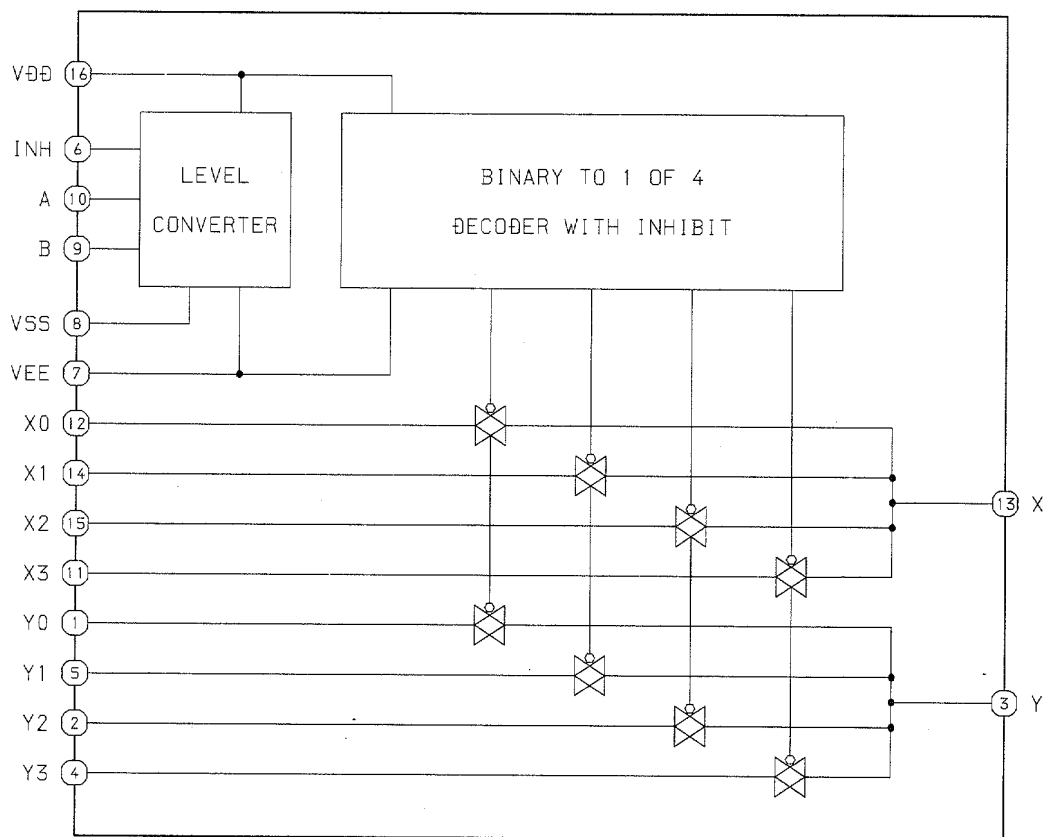 VDD 16
INH 6
A 10
B 9
LEVEL
CONVERTER
BINARY TO 1 OF 4
DECODER WITH INHIBIT
VSS 8
VEE 7
X0 12
X1 14
X2 15
X3 11
13 X
Y0 1
Y1 5
Y2 2
Y3 4
3 Y